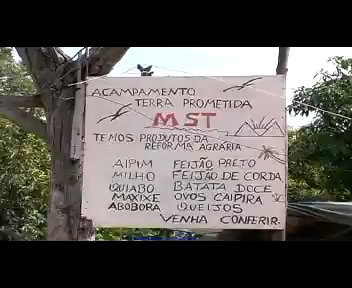 ACAMPAMENTO
TERRA PROMETIDA
MST
TEMOS PRODUTOS DA
REFORMA AGRÁRIA
AIPIM FEIJÃO PRETO
MILHO FEIJÃO DE CORDA
QUIABO BATATA DOCE
MAXIXE OVOS CAIPIRA
ABOBORA QUEIJOS
VENHA CONFERIR.